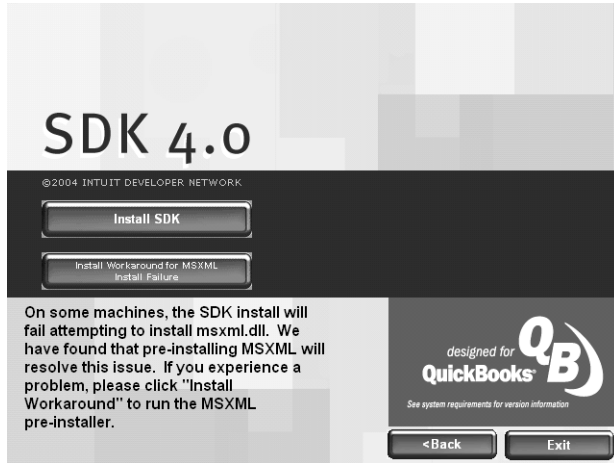 SDK 4.0
©2004 INTUIT DEVELOPER NETWORK
Install SDK
Install Workaround for MSXML
Install Failure
On some machines, the SDK install will
fail attempting to install msxml.dll. We
have found that pre-installing MSXML will
resolve this issue. If you experience a
problem, please click "Install
Workaround" to run the MSXML
pre-installer.
designed for
QuickBooks®
QB
See system requirements for version information
<Back
Exit